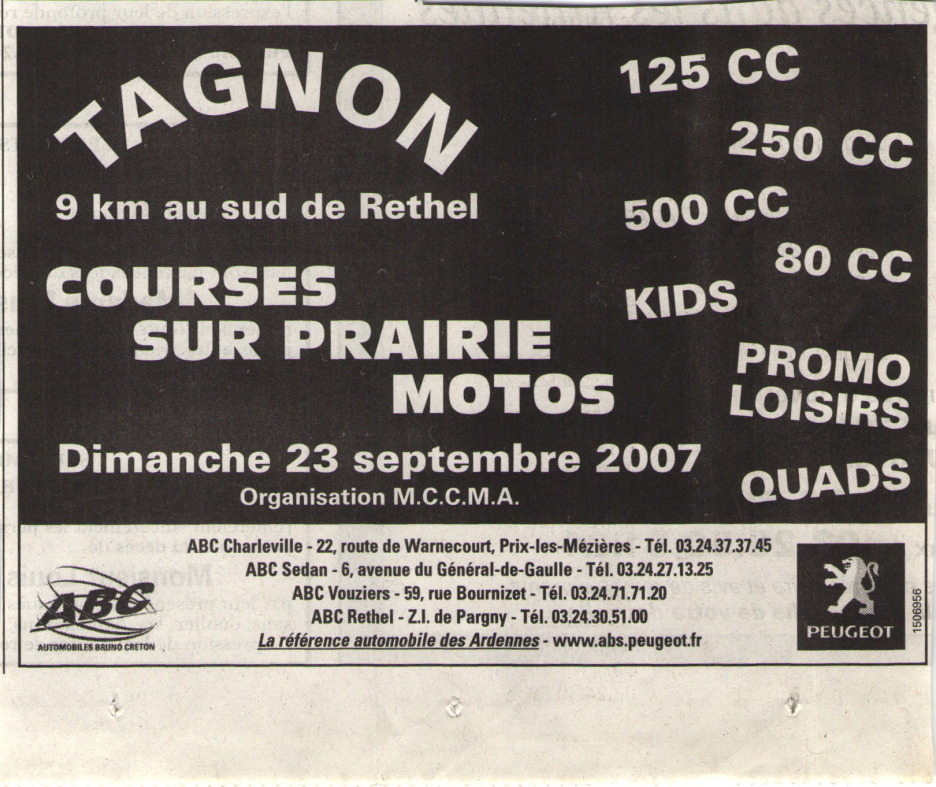 TAGNON
9 km au sud de Rethel
COURSES
SUR PRAIRIE
MOTOS
Dimanche 23 septembre 2007
Organisation M.C.C.M.A.
125 CC
250 CC
500 CC
80 CC
KIDS
PROMO
LOISIRS
QUADS
ABC Charleville - 22, route de Warnecourt, Prix-les-Mézières - Tél. 03.24.37.37.45
ABC Sedan - 6, avenue du Général-de-Gaulle - Tél. 03.24.27.13.25
ABC Vouziers - 59, rue Bournizet - Tél. 03.24.71.71.20
ABC Rethel - Z.I. de Pargny - Tél. 03.24.30.51.00
La référence automobile des Ardennes - www.abs.peugeot.fr
ABC
AUTOMOBILES BRUNO CRETON
PEUGEOT
1506956